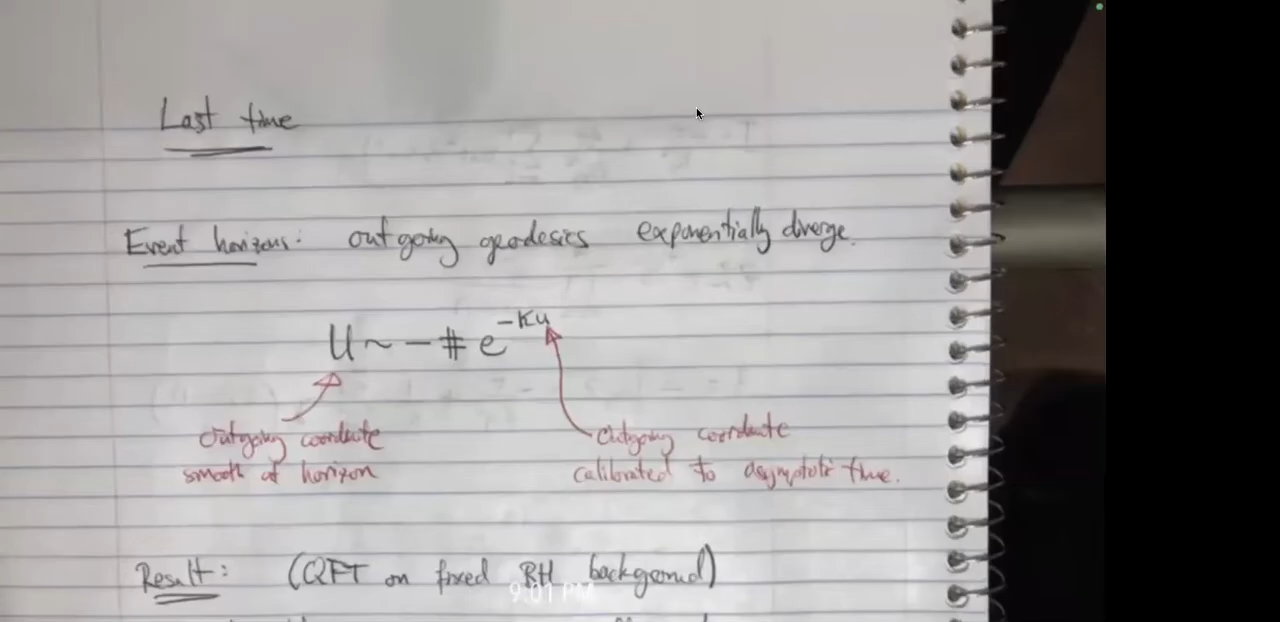 Last time
Event horizons: outgoing geodesics exponentially diverge.
U ~ - # e^{-κu}
Outgoing coordinate
smooth at horizon
Outgoing coordinate
calibrated to asymptotic time.
Result: (QFT on fixed BH background)
9:01 PM